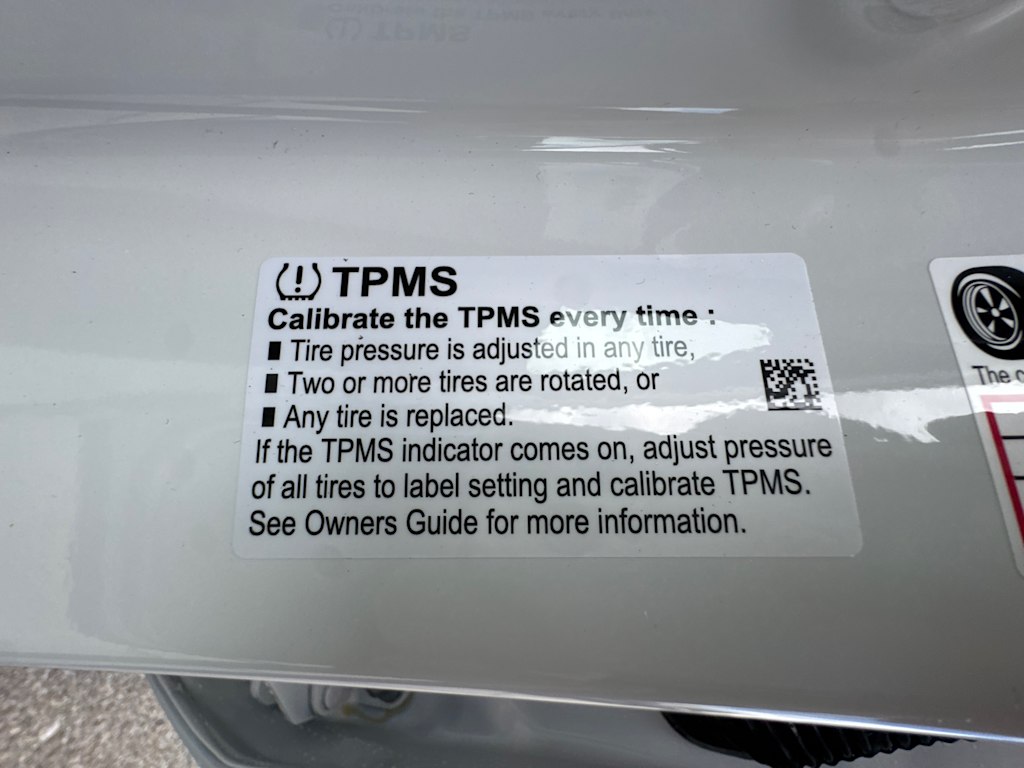 TPMS
Calibrate the TPMS every time :
■ Tire pressure is adjusted in any tire,
■ Two or more tires are rotated, or
■ Any tire is replaced.
If the TPMS indicator comes on, adjust pressure
of all tires to label setting and calibrate TPMS.
See Owners Guide for more information.
The